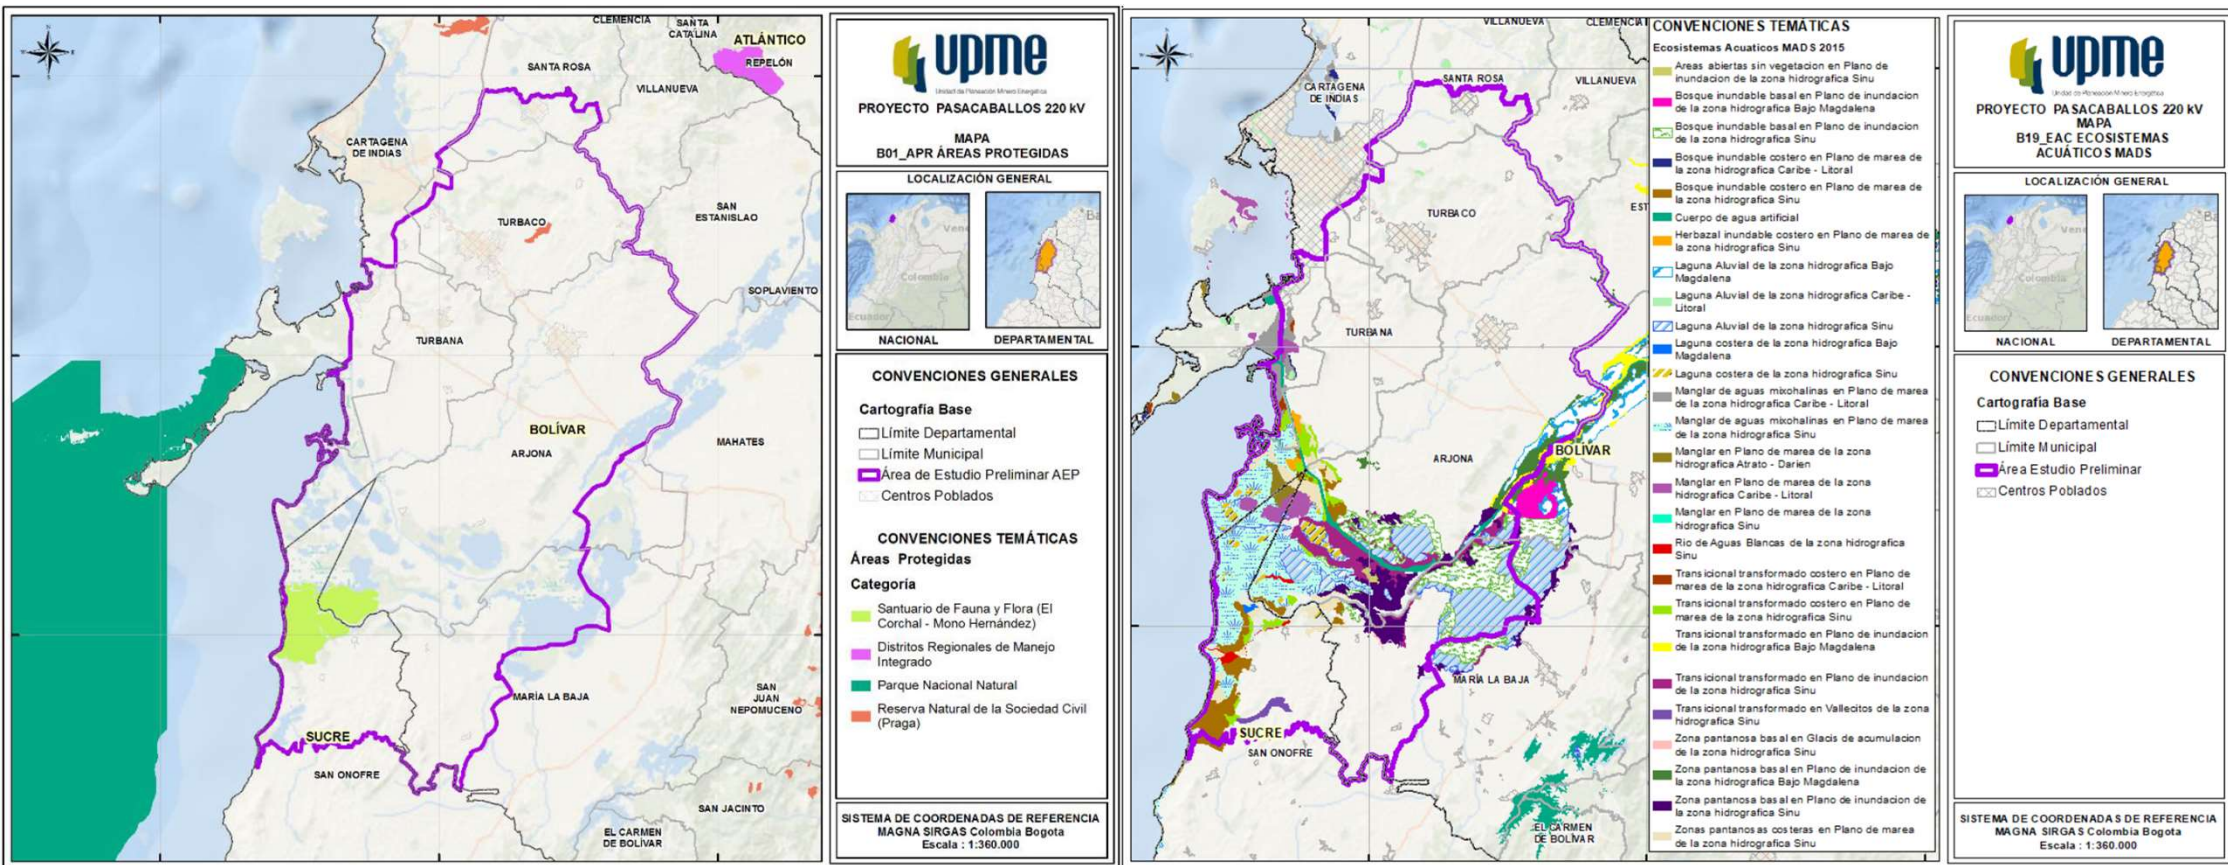 CLEMENCIA
SANTA
CATALINA
ATLÁNTICO
REPELÓN
SANTA ROSA
VILLANUEVA
CARTAGENA
DE INDIAS
SAN
ESTANISLAO
TURBACO
SOPLAVIENTO
TURBANA
BOLÍVAR
ARJONA
MAHATES
MARÍA LA BAJA
SAN
JUAN
NEPOMUCENO
SUCRE
SAN ONOFRE
SAN JACINTO
EL CARMEN
DE BOLÍVAR
upme
Unidad de Planeación Minero Energética
PROYECTO PASACABALLOS 220 kV
MAPA
B01_APR ÁREAS PROTEGIDAS
LOCALIZACIÓN GENERAL
Colombia
Ecuador
NACIONAL
DEPARTAMENTAL
CONVENCIONES GENERALES
Cartografía Base
Límite Departamental
Límite Municipal
Área de Estudio Preliminar AEP
Centros Poblados
CONVENCIONES TEMÁTICAS
Áreas Protegidas
Categoría
Santuario de Fauna y Flora (El
Corchal - Mono Hernández)
Distritos Regionales de Manejo
Integrado
Parque Nacional Natural
Reserva Natural de la Sociedad Civil
(Praga)
SISTEMA DE COORDENADAS DE REFERENCIA
MAGNA SIRGAS Colombia Bogota
Escala : 1:360.000
VILLANUEVA
CLEMENCIA
SANTA ROSA
VILLANUEVA
CARTAGENA
DE INDIAS
EST
TURBACO
TURBANA
BOLÍVAR
ARJONA
MARÍA LA BAJA
SUCRE
SAN ONOFRE
EL CARMEN
DE BOLÍVAR
CONVENCIONES TEMÁTICAS
Ecosistemas Acuaticos MADS 2015
Areas abiertas sin vegetacion en Plano de
inundacion de la zona hidrografica Sinu
Bosque inundable basal en Plano de inundacion
de la zona hidrografica Bajo Magdalena
Bosque inundable basal en Plano de inundacion
de la zona hidrografica Sinu
Bosque inundable costero en Plano de marea de
la zona hidrografica Caribe - Litoral
Bosque inundable costero en Plano de marea de
la zona hidrografica Sinu
Cuerpo de agua artificial
Herbazal inundable costero en Plano de marea de
la zona hidrografica Sinu
Laguna Aluvial de la zona hidrografica Bajo
Magdalena
Laguna Aluvial de la zona hidrografica Caribe -
Litoral
Laguna Aluvial de la zona hidrografica Sinu
Laguna costera de la zona hidrografica Bajo
Magdalena
Laguna costera de la zona hidrografica Sinu
Manglar de aguas mixohalinas en Plano de marea
de la zona hidrografica Caribe - Litoral
Manglar de aguas mixohalinas en Plano de marea
de la zona hidrografica Sinu
Manglar en Plano de marea de la zona
hidrografica Atrato - Darien
Manglar en Plano de marea de la zona
hidrografica Caribe - Litoral
Manglar en Plano de marea de la zona
hidrografica Sinu
Rio de Aguas Blancas de la zona hidrografica
Sinu
Transicional transformado costero en Plano de
marea de la zona hidrografica Caribe - Litoral
Transicional transformado costero en Plano de
marea de la zona hidrografica Sinu
Transicional transformado en Plano de inundacion
de la zona hidrografica Bajo Magdalena
Transicional transformado en Plano de inundacion
de la zona hidrografica Sinu
Transicional transformado en Vallecitos de la zona
hidrografica Sinu
Zona pantanosa basal en Glacis de acumulacion
de la zona hidrografica Sinu
Zona pantanosa basal en Plano de inundacion de
la zona hidrografica Bajo Magdalena
Zona pantanosa basal en Plano de inundacion de
la zona hidrografica Sinu
Zonas pantanosas costeras en Plano de marea
de la zona hidrografica Sinu
upme
Unidad de Planeación Minero Energética
PROYECTO PASACABALLOS 220 kV
MAPA
B19_EAC ECOSISTEMAS
ACUÁTICOS MADS
LOCALIZACIÓN GENERAL
Colombia
Ecuador
NACIONAL
DEPARTAMENTAL
CONVENCIONES GENERALES
Cartografía Base
Límite Departamental
Límite Municipal
Área Estudio Preliminar
Centros Poblados
SISTEMA DE COORDENADAS DE REFERENCIA
MAGNA SIRGAS Colombia Bogota
Escala : 1:360.000